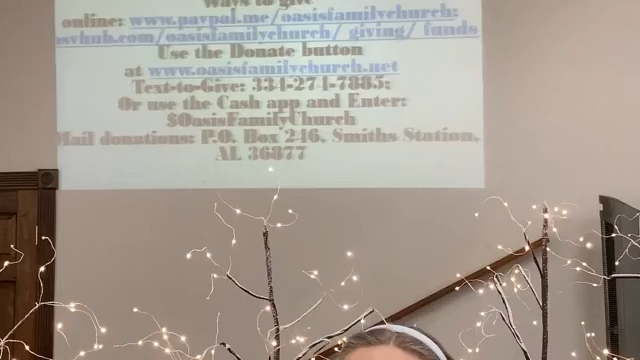 Ways to give
online: www.paypal.me/oasisfamilychurch;
hub.com/oasisfamilychurch/ giving/ funds
Use the Donate button
at www.oasisfamilychurch.net
Text-to-Give: 334-274-7885;
Or use the Cash app and Enter:
$OasisFamilyChurch
Mail donations: P.O. Box 246, Smiths Station,
AL 36877